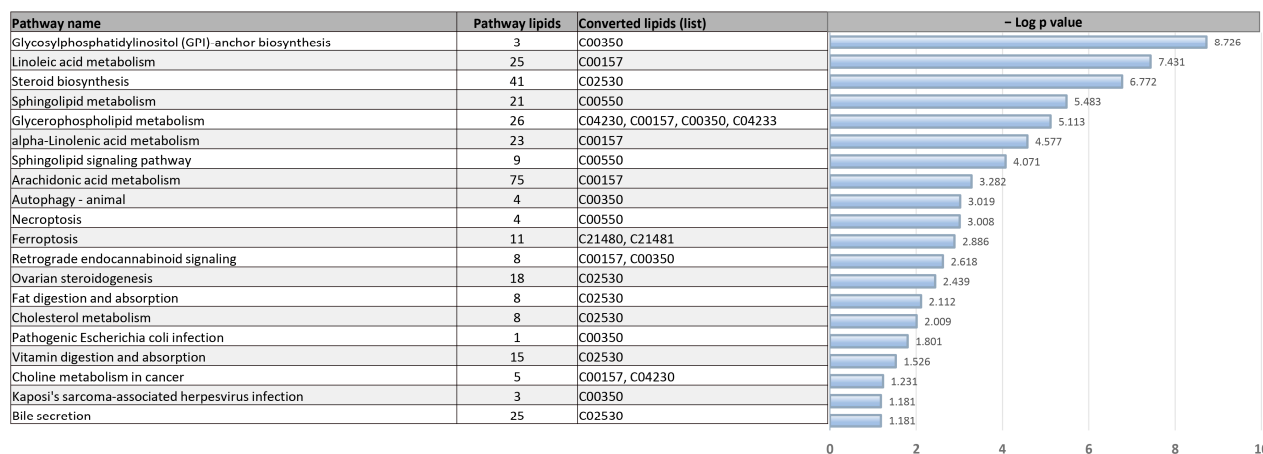 Pathway name Pathway lipids Converted lipids (list) – Log p value
Glycosylphosphatidylinositol (GPI)-anchor biosynthesis 3 C00350 8.726
Linoleic acid metabolism 25 C00157 7.431
Steroid biosynthesis 41 C02530 6.772
Sphingolipid metabolism 21 C00550 5.483
Glycerophospholipid metabolism 26 C04230, C00157, C00350, C04233 5.113
alpha-Linolenic acid metabolism 23 C00157 4.577
Sphingolipid signaling pathway 9 C00550 4.071
Arachidonic acid metabolism 75 C00157 3.282
Autophagy - animal 4 C00350 3.019
Necroptosis 4 C00550 3.008
Ferroptosis 11 C21480, C21481 2.886
Retrograde endocannabinoid signaling 8 C00157, C00350 2.618
Ovarian steroidogenesis 18 C02530 2.439
Fat digestion and absorption 8 C02530 2.112
Cholesterol metabolism 8 C02530 2.009
Pathogenic Escherichia coli infection 1 C00350 1.801
Vitamin digestion and absorption 15 C02530 1.526
Choline metabolism in cancer 5 C00157, C04230 1.231
Kaposi's sarcoma-associated herpesvirus infection 3 C00350 1.181
Bile secretion 25 C02530 1.181
0 2 4 6 8